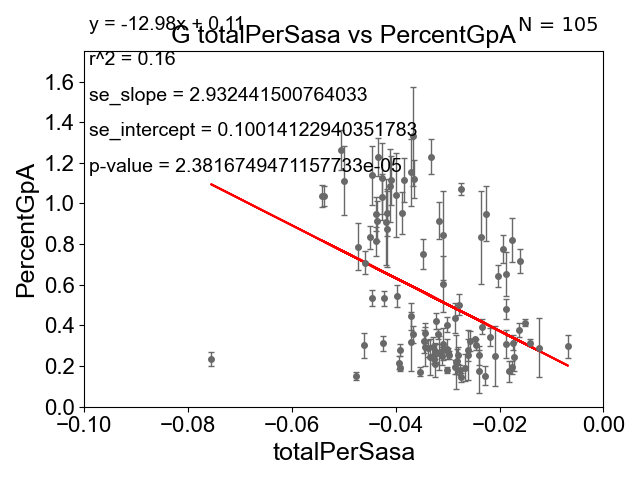 y = -12.98x + 0.11
N = 105
G totalPerSasa vs PercentGpA
r^2 = 0.16
se_slope = 2.932441500764033
se_intercept = 0.10014122940351783
p-value = 2.3816749471157733e-05
PercentGpA
1.6
1.4
1.2
1.0
0.8
0.6
0.4
0.2
0.0
−0.10
−0.08
−0.06
−0.04
−0.02
0.00
totalPerSasa